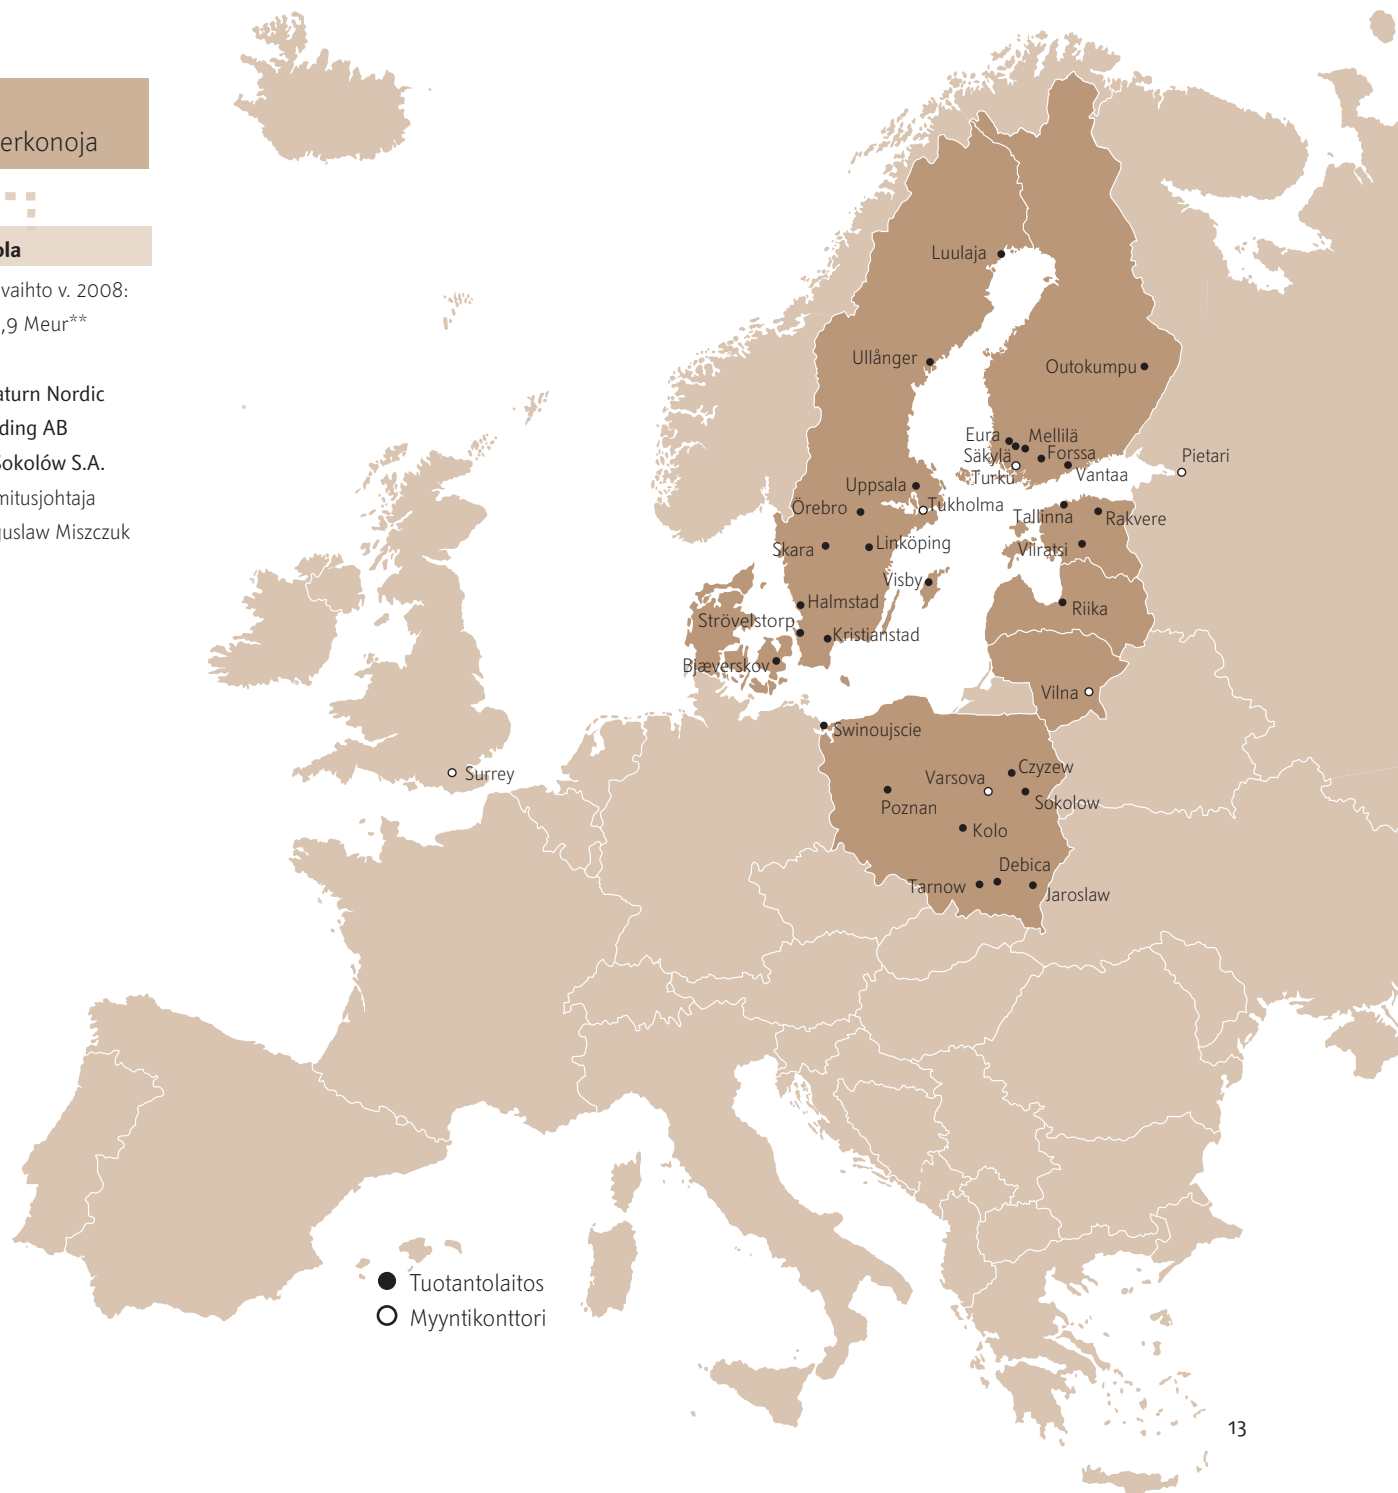 erkonoja
ola
vaihto v. 2008:
,9 Meur**
aturn Nordic
ding AB
Sokolów S.A.
mitusjohtaja
guslaw Miszczuk
Luulaja
Ullånger
Outokumpu
Eura
Mellilä
Säkylä
Forssa
Turku
Vantaa
Pietari
Uppsala
Örebro
Tukholma
Tallinna
Rakvere
Skara
Linköping
Viiratsi
Visby
Halmstad
Riika
Strövelstorp
Kristianstad
Bjæverskov
Vilna
Swinoujscie
Surrey
Varsova
Czyzew
Poznan
Sokolow
Kolo
Debica
Tarnow
Jaroslaw
Tuotantolaitos
Myyntikonttori
13